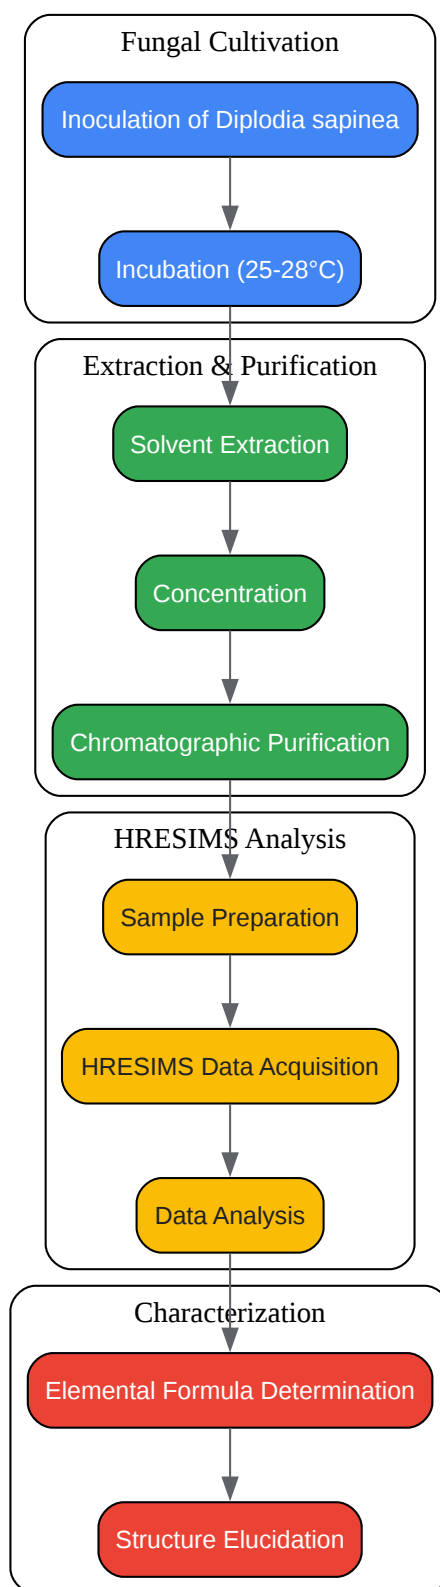 Fungal Cultivation
Inoculation of Diplodia sapinea
Incubation (25-28°C)
Extraction & Purification
Solvent Extraction
Concentration
Chromatographic Purification
HRESIMS Analysis
Sample Preparation
HRESIMS Data Acquisition
Data Analysis
Characterization
Elemental Formula Determination
Structure Elucidation